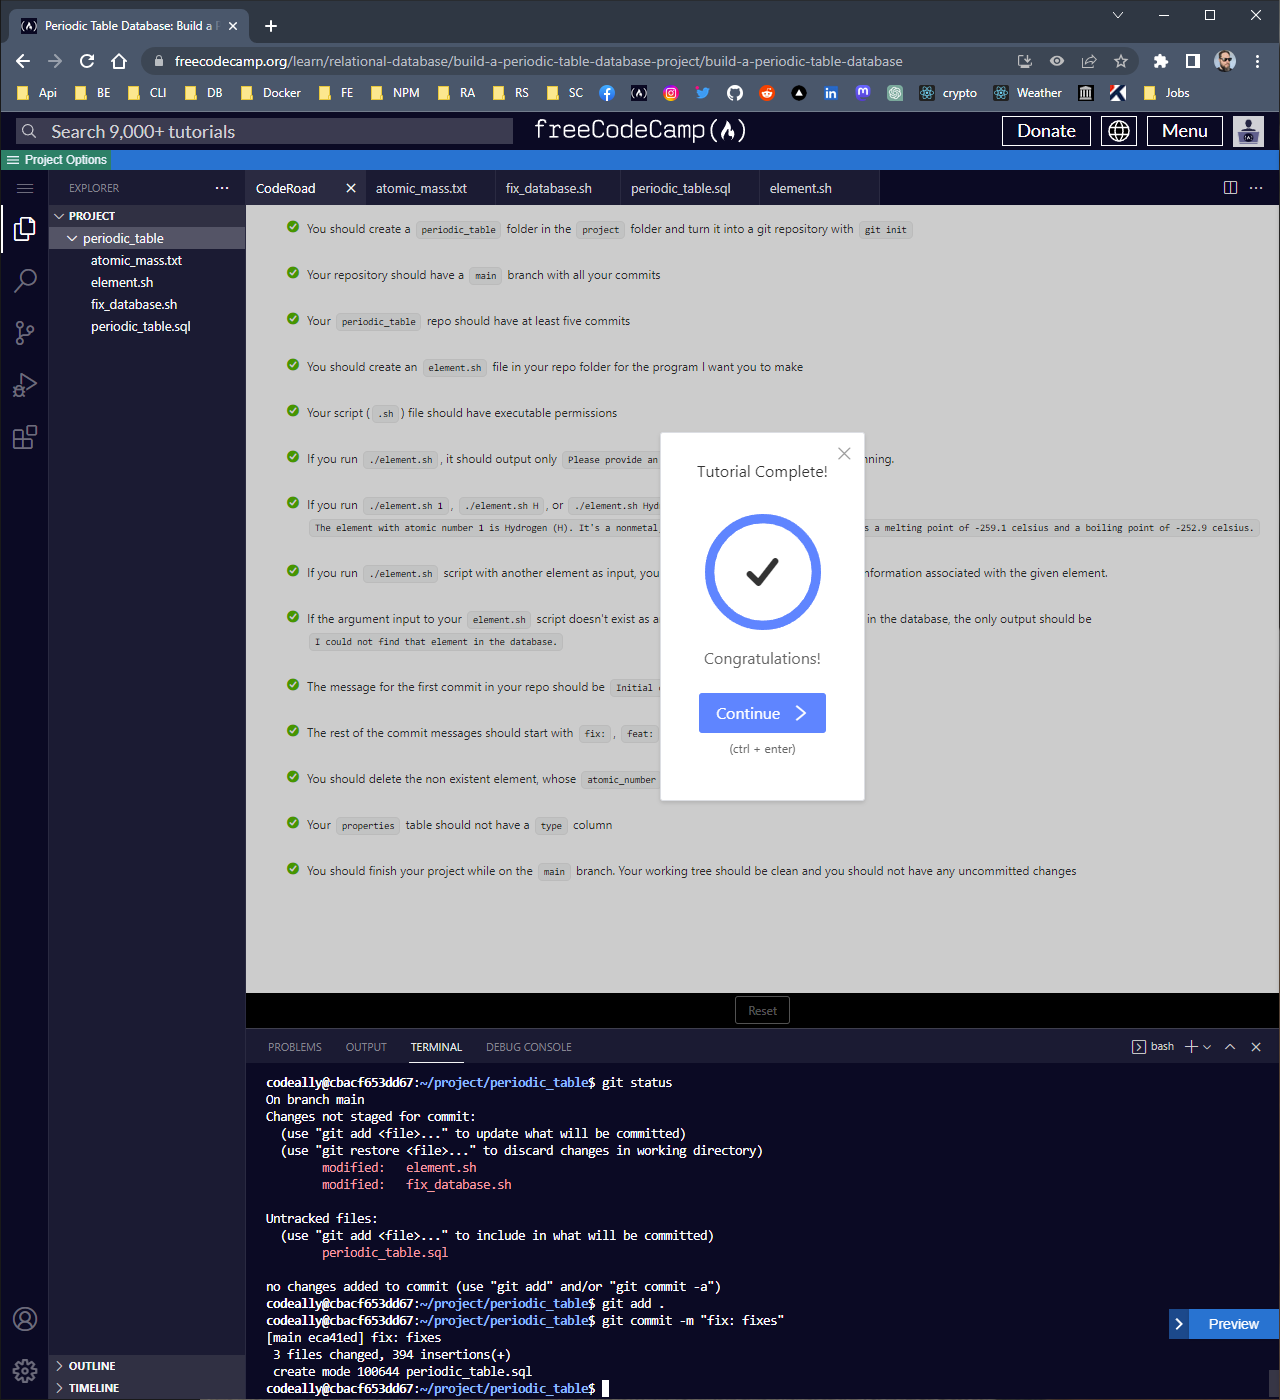 Periodic Table Database: Build a
freecodecamp.org/learn/relational-database/build-a-periodic-table-database-project/build-a-periodic-table-database
Api BE CLI DB Docker FE NPM RA RS SC crypto Weather Jobs
Search 9,000+ tutorials freeCodeCamp(🔥) Donate Menu
Project Options
EXPLORER ··· CodeRoad atomic_mass.txt fix_database.sh periodic_table.sql element.sh
PROJECT
periodic_table
atomic_mass.txt
element.sh
fix_database.sh
periodic_table.sql
You should create a periodic_table folder in the project folder and turn it into a git repository with git init
Your repository should have a main branch with all your commits
Your periodic_table repo should have at least five commits
You should create an element.sh file in your repo folder for the program I want you to make
Your script ( .sh ) file should have executable permissions
If you run ./element.sh , it should output only Please provide an nning.
If you run ./element.sh 1 , ./element.sh H , or ./element.sh Hyd
The element with atomic number 1 is Hydrogen (H). It's a nonmetal, s a melting point of -259.1 celsius and a boiling point of -252.9 celsius.
If you run ./element.sh script with another element as input, you nformation associated with the given element.
If the argument input to your element.sh script doesn't exist as a in the database, the only output should be
I could not find that element in the database.
The message for the first commit in your repo should be Initial
The rest of the commit messages should start with fix: , feat:
You should delete the non existent element, whose atomic_number
Your properties table should not have a type column
You should finish your project while on the main branch. Your working tree should be clean and you should not have any uncommitted changes
Tutorial Complete!
Congratulations!
Continue
(ctrl + enter)
Reset
PROBLEMS OUTPUT TERMINAL DEBUG CONSOLE bash
codeally@cbacf653dd67:~/project/periodic_table$ git status
On branch main
Changes not staged for commit:
(use "git add <file>..." to update what will be committed)
(use "git restore <file>..." to discard changes in working directory)
modified: element.sh
modified: fix_database.sh
Untracked files:
(use "git add <file>..." to include in what will be committed)
periodic_table.sql
no changes added to commit (use "git add" and/or "git commit -a")
codeally@cbacf653dd67:~/project/periodic_table$ git add .
codeally@cbacf653dd67:~/project/periodic_table$ git commit -m "fix: fixes"
[main eca41ed] fix: fixes
3 files changed, 394 insertions(+)
create mode 100644 periodic_table.sql
codeally@cbacf653dd67:~/project/periodic_table$
Preview
OUTLINE
TIMELINE